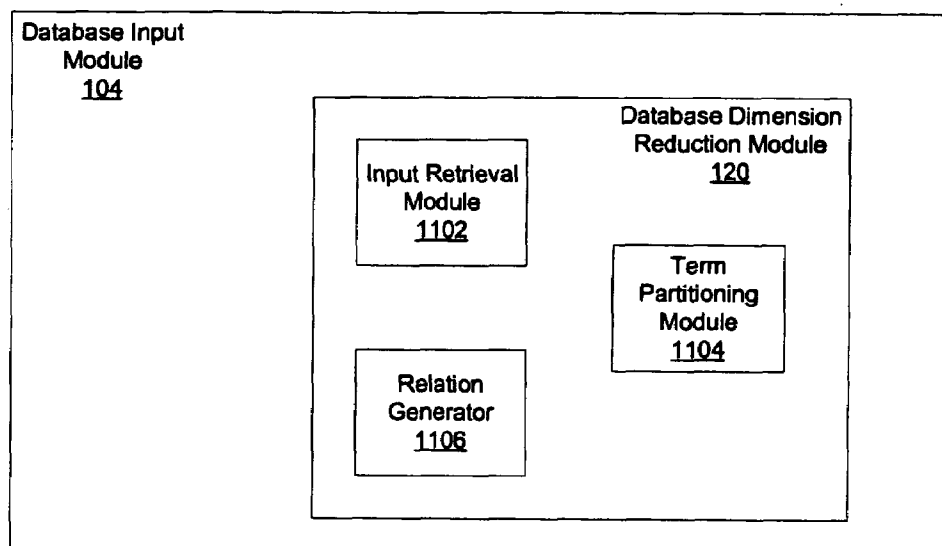 Database Input
Module
104
Database Dimension
Reduction Module
120
Input Retrieval
Module
1102
Term
Partitioning
Module
1104
Relation
Generator
1106